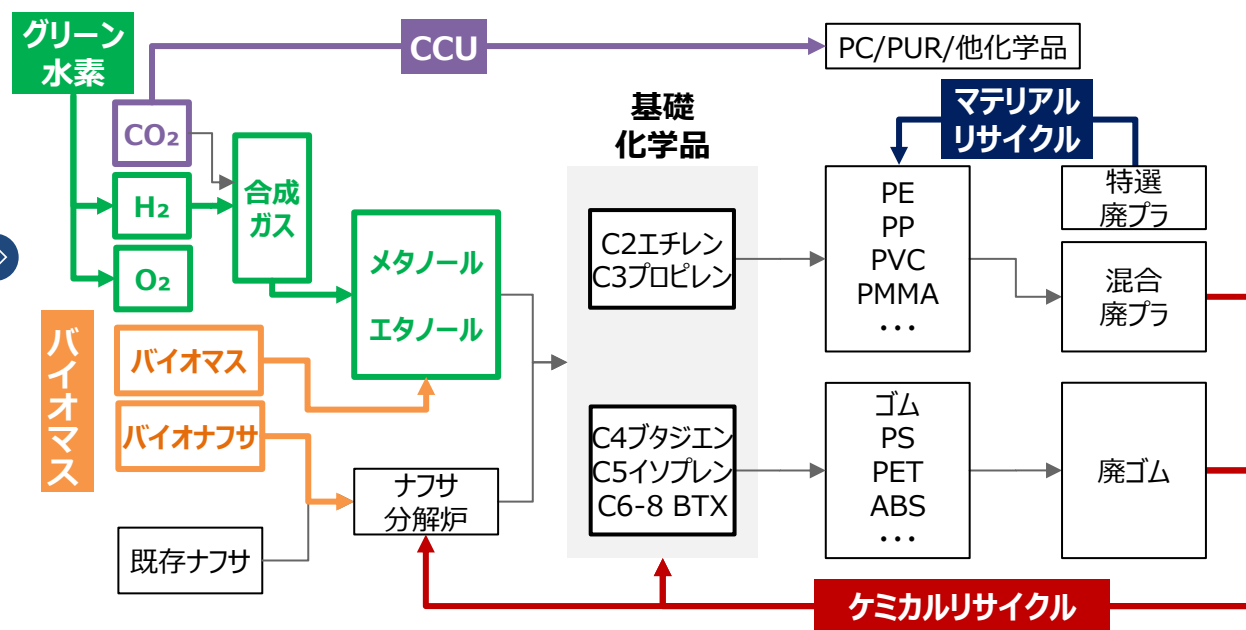 グリーン
水素
CCU
PC/PUR/他化学品
CO₂
H₂
O₂
合成
ガス
メタノール
エタノール
バイオマス
バイオマス
バイオナフサ
既存ナフサ
ナフサ
分解炉
基礎
化学品
C2エチレン
C3プロピレン
C4ブタジエン
C5イソプレン
C6-8 BTX
マテリアル
リサイクル
PE
PP
PVC
PMMA
・・・
特選
廃プラ
混合
廃プラ
ゴム
PS
PET
ABS
・・・
廃ゴム
ケミカルリサイクル